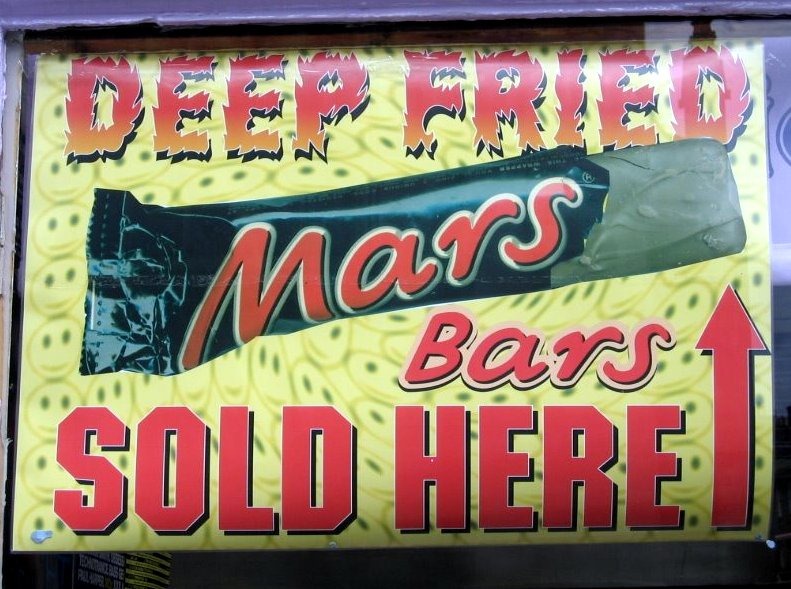 DEEP FRIED
Mars®
Bars
SOLD HERE